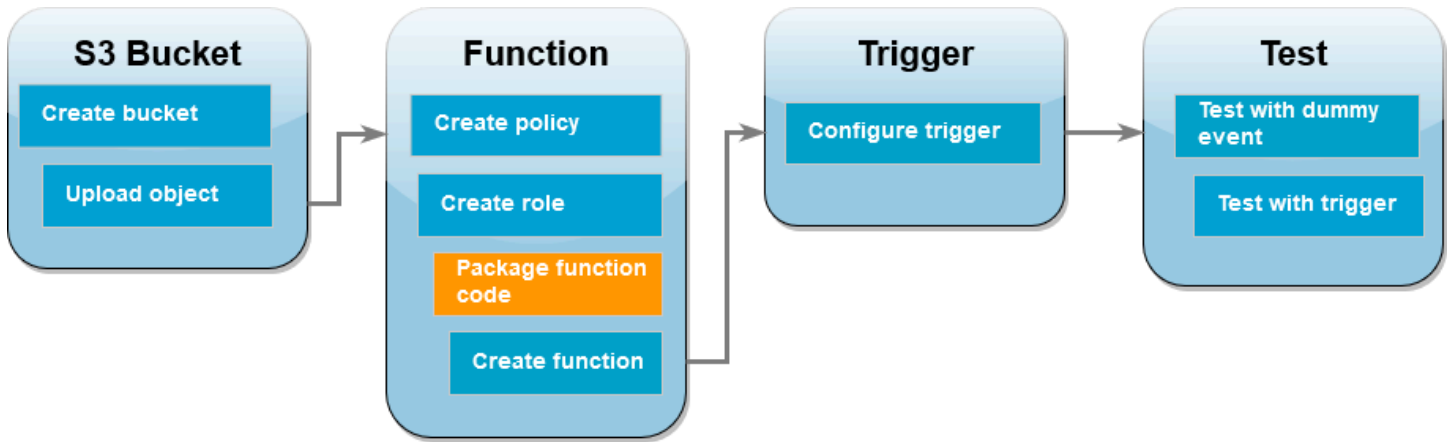 S3 Bucket
Create bucket
Upload object
Function
Create policy
Create role
Package function
code
Create function
Trigger
Configure trigger
Test
Test with dummy
event
Test with trigger